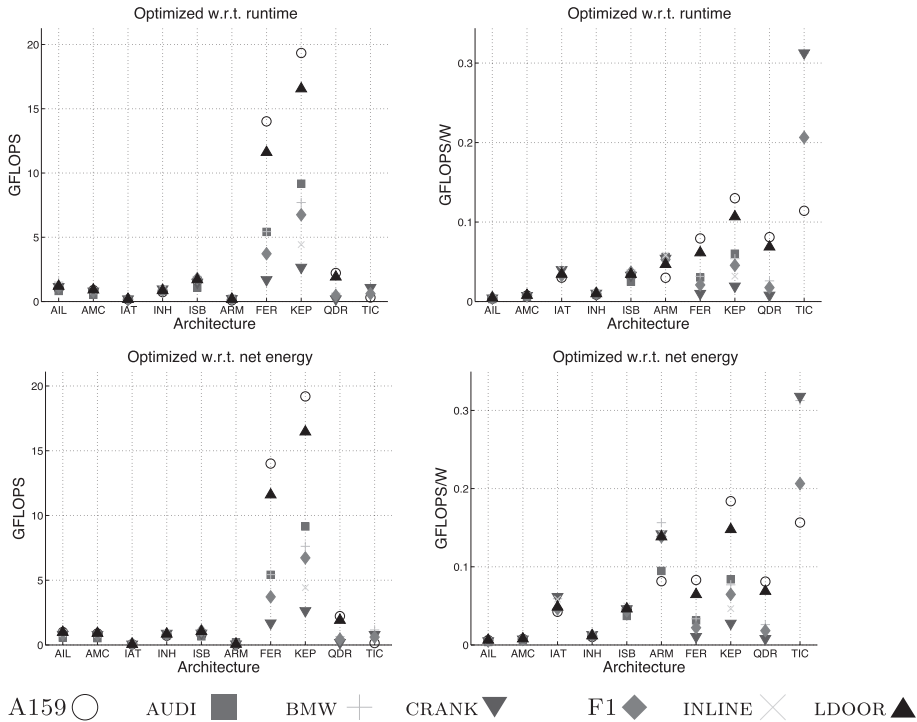 Optimized w.r.t. runtime
GFLOPS
20
15
10
5
0
AIL AMC IAT INH ISB ARM FER KEP QDR TIC
Architecture
Optimized w.r.t. runtime
GFLOPS/W
0.3
0.2
0.1
0
AIL AMC IAT INH ISB ARM FER KEP QDR TIC
Architecture
Optimized w.r.t. net energy
GFLOPS
20
15
10
5
0
AIL AMC IAT INH ISB ARM FER KEP QDR TIC
Architecture
Optimized w.r.t. net energy
GFLOPS/W
0.3
0.2
0.1
0
AIL AMC IAT INH ISB ARM FER KEP QDR TIC
Architecture
A159 AUDI BMW CRANK F1 INLINE LDOOR